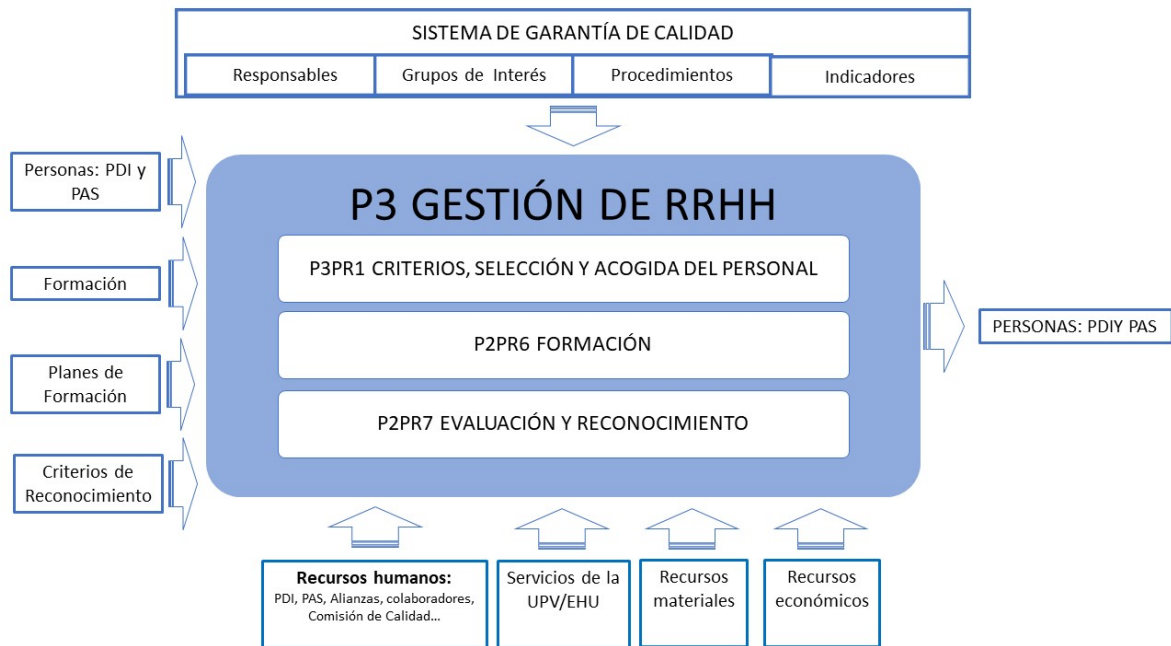 SISTEMA DE GARANTÍA DE CALIDAD
Responsables
Grupos de Interés
Procedimientos
Indicadores
Personas: PDI y
PAS
Formación
Planes de
Formación
Criterios de
Reconocimiento
P3 GESTIÓN DE RRHH
P3PR1 CRITERIOS, SELECCIÓN Y ACOGIDA DEL PERSONAL
P2PR6 FORMACIÓN
P2PR7 EVALUACIÓN Y RECONOCIMIENTO
PERSONAS: PDIY PAS
Recursos humanos:
PDI, PAS, Alianzas, colaboradores,
Comisión de Calidad...
Servicios de la
UPV/EHU
Recursos
materiales
Recursos
económicos